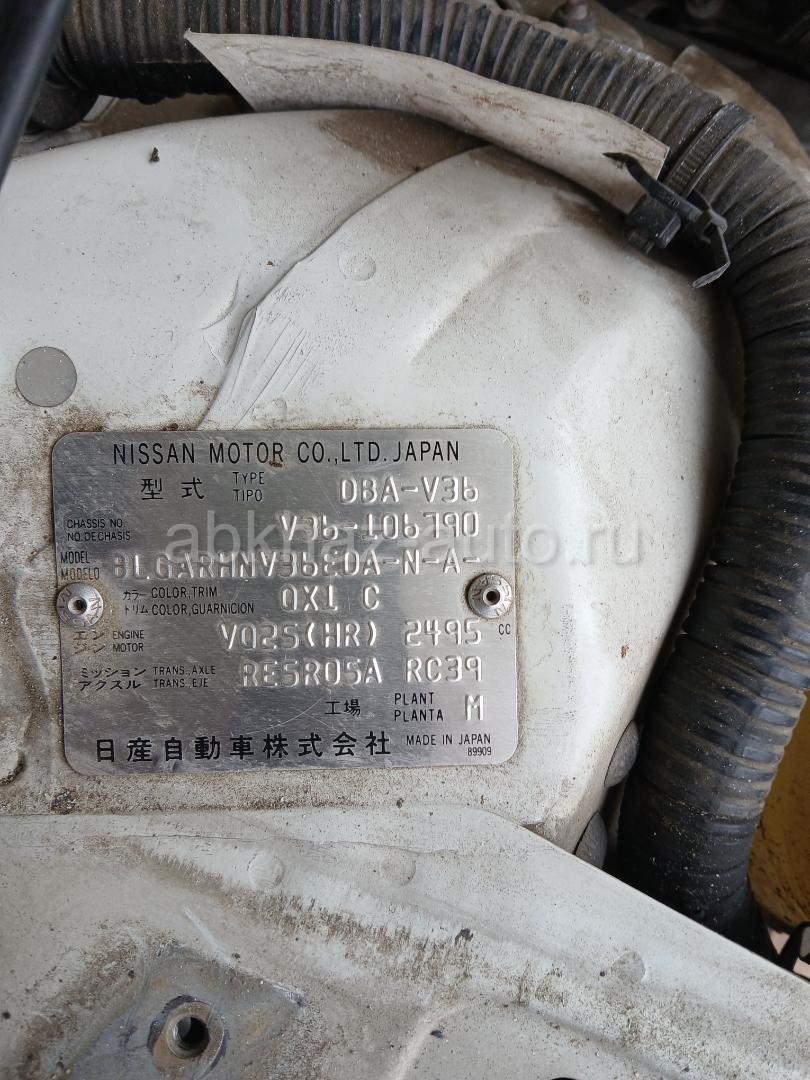 NISSAN MOTOR CO.,LTD. JAPAN
型式 TYPE TIPO DBA-V36
CHASSIS NO. NO.DE CHASIS V36-106790
MODEL MODELO BLGARHNV36EDA-N-A-
カラー COLOR,TRIM トリム COLOR,GUARNICION QX1 C
エンジン ENGINE MOTOR VQ25(HR) 2495 CC
ミッション TRANS.,AXLE アクスル TRANS.,EJE RE5R05A RC39
工場 PLANT PLANTA M
日産自動車株式会社 MADE IN JAPAN
89909
abkhaziauto.ru